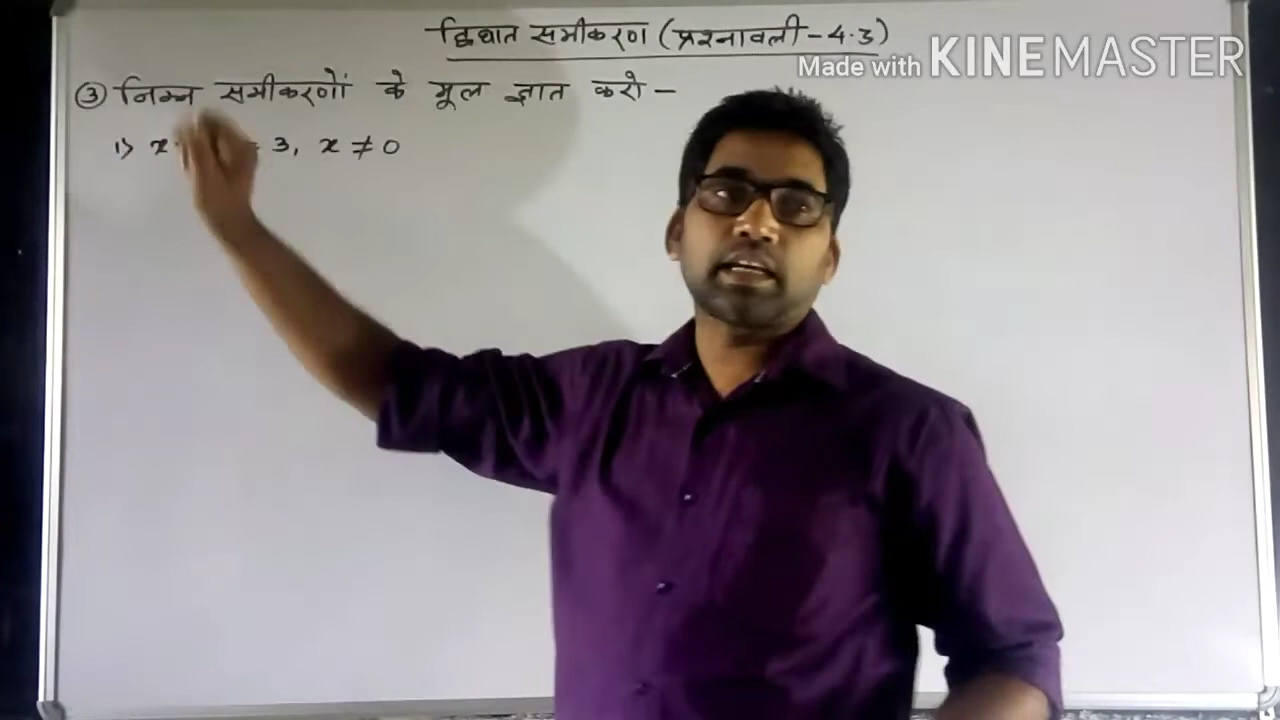 द्विघात समीकरण (प्रश्नावली - 4.3)
Made with KINEMASTER
③ निम्न समीकरणों के मूल ज्ञात करो -
1) x = 3, x ≠ 0